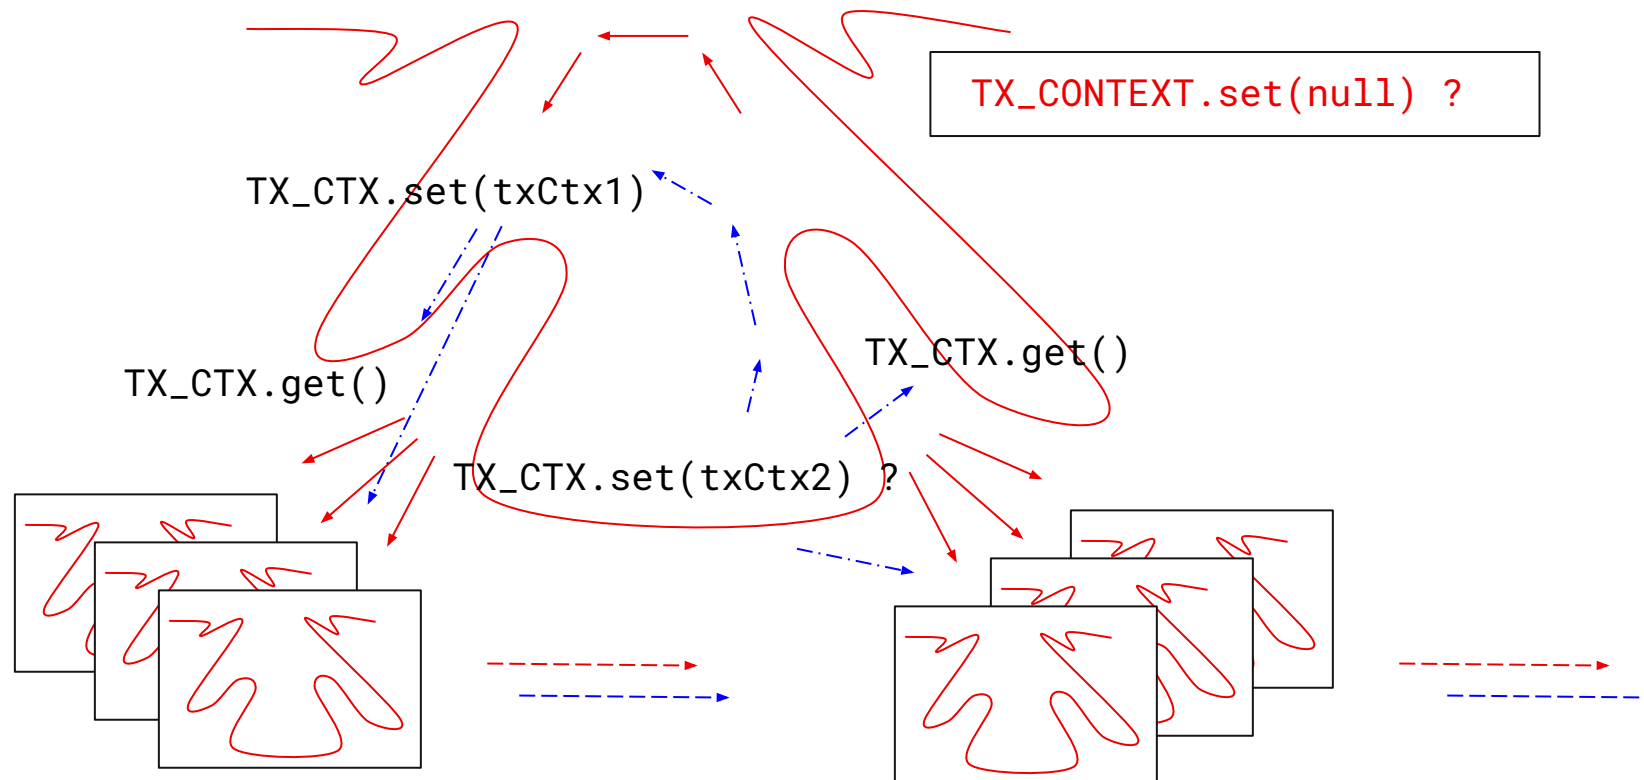 TX_CONTEXT.set(null) ?
TX_CTX.set(txCtx1)
TX_CTX.get()
TX_CTX.get()
TX_CTX.set(txCtx2) ?